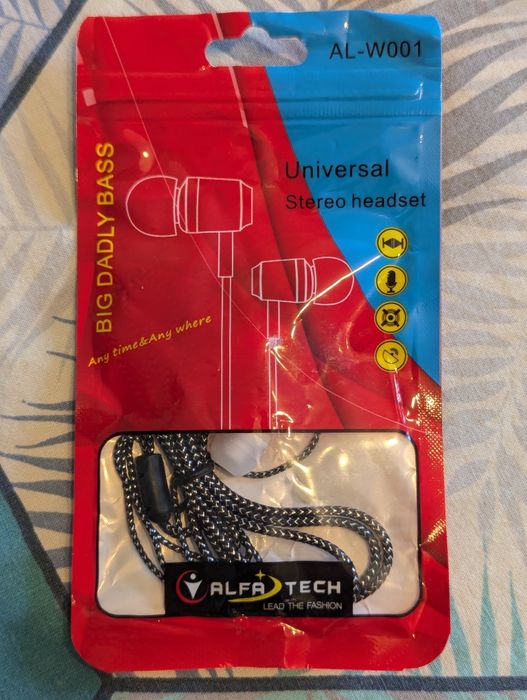 AL-W001
Universal
Stereo headset
BIG DADLY BASS
Any time&Any where
ALFA TECH
LEAD THE FASHION